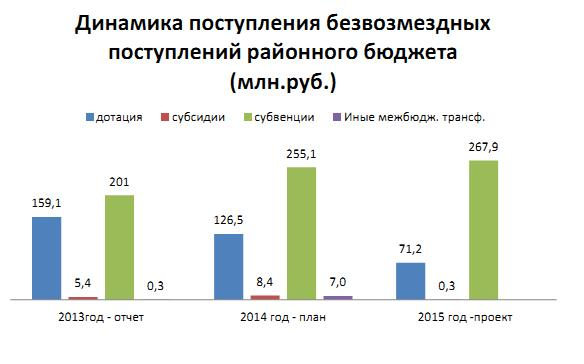 Динамика поступления безвозмездных
поступлений районного бюджета
(млн.руб.)
дотация субсидии субвенции Иные межбюдж. трансф.
159,1 5,4 201 0,3
126,5 8,4 255,1 7,0
71,2 0,3 267,9
2013год - отчет 2014 год - план 2015 год -проект